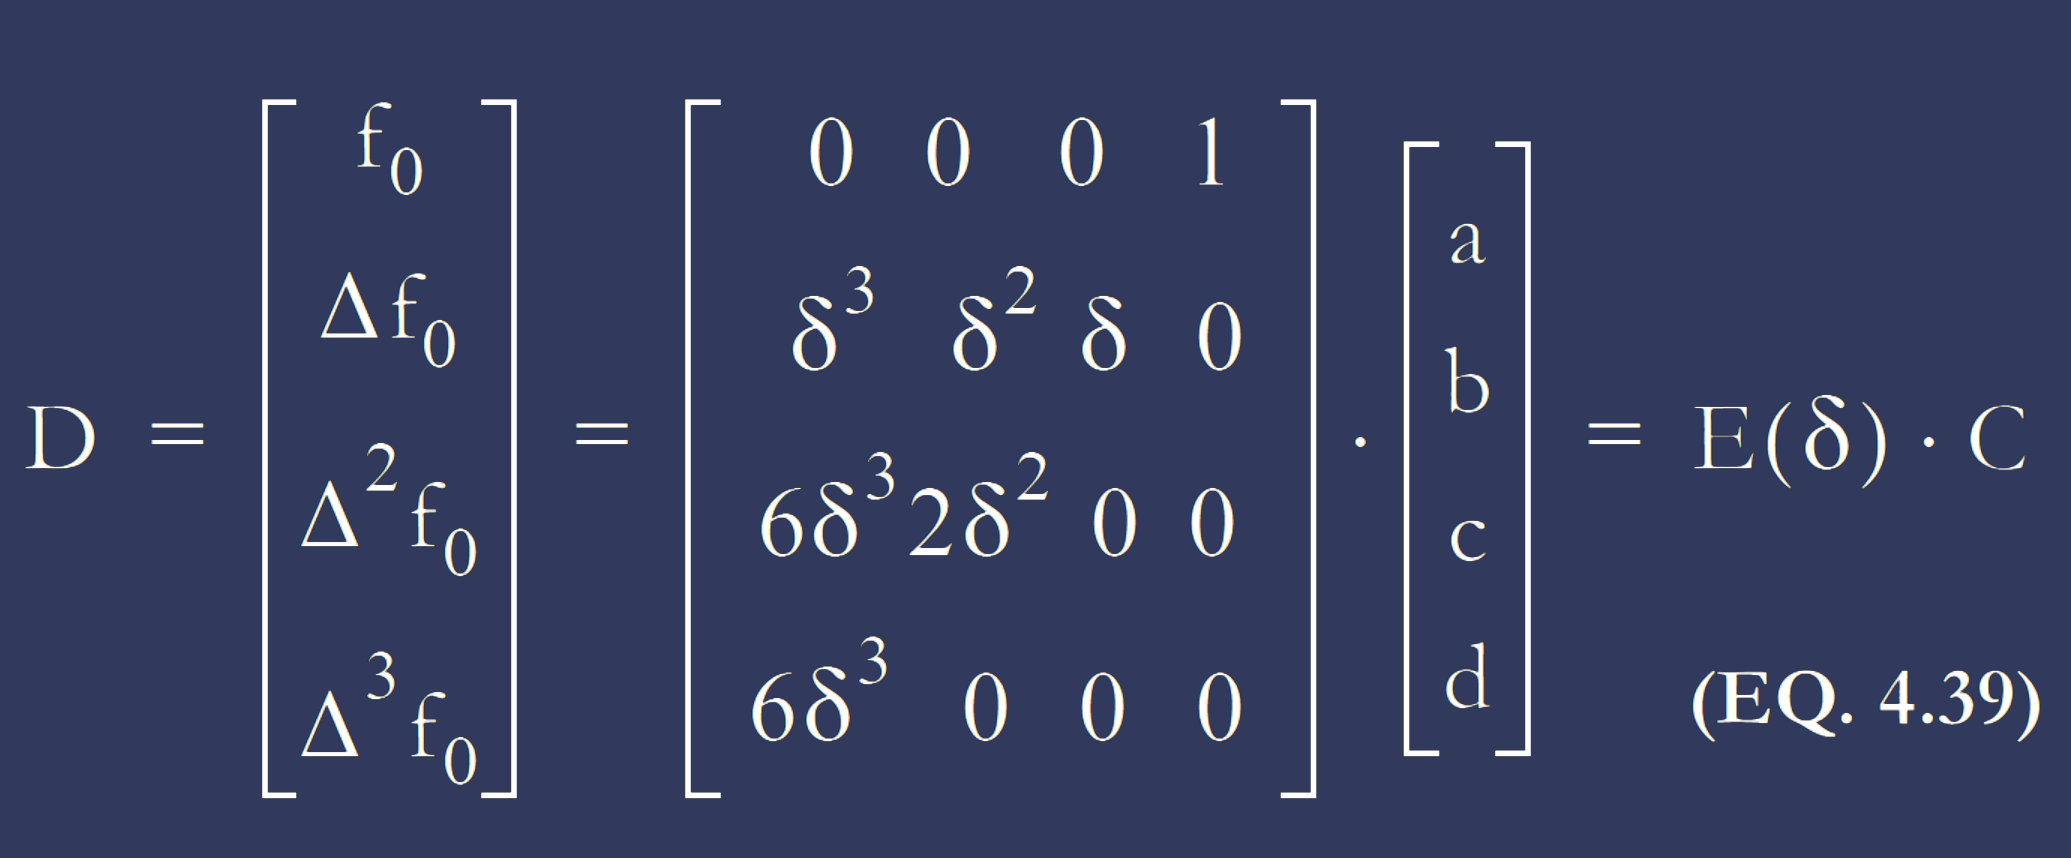 D = [ f₀ Δf₀ Δ²f₀ Δ³f₀ ] = [ 0 0 0 1
δ³ δ² δ 0
6δ³ 2δ² 0 0
6δ³ 0 0 0 ] · [ a b c d ] = E(δ) · C
(EQ. 4.39)